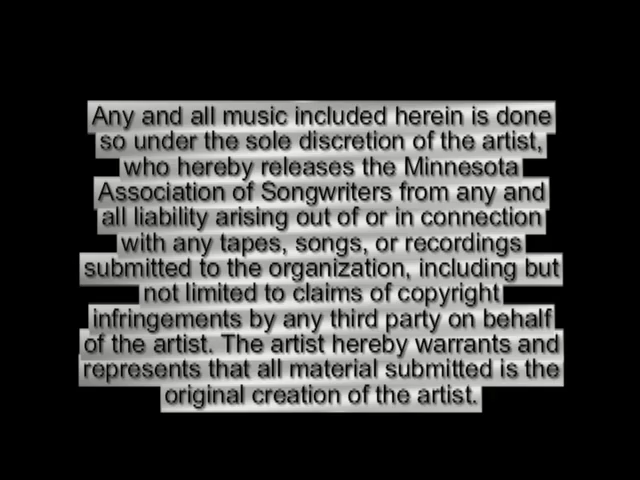 Any and all music included herein is done
so under the sole discretion of the artist,
who hereby releases the Minnesota
Association of Songwriters from any and
all liability arising out of or in connection
with any tapes, songs, or recordings
submitted to the organization, including but
not limited to claims of copyright
infringements by any third party on behalf
of the artist. The artist hereby warrants and
represents that all material submitted is the
original creation of the artist.